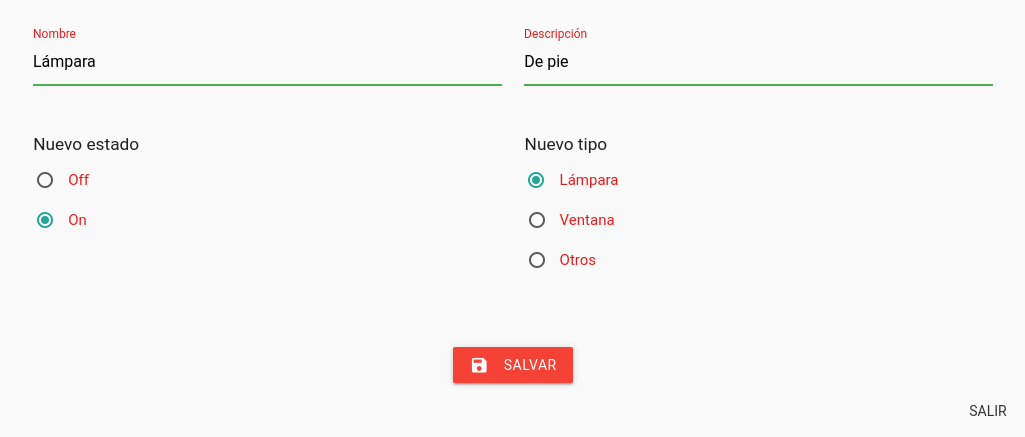 Nombre
Lámpara
Descripción
De pie
Nuevo estado
Off
On
Nuevo tipo
Lámpara
Ventana
Otros
SALVAR
SALIR